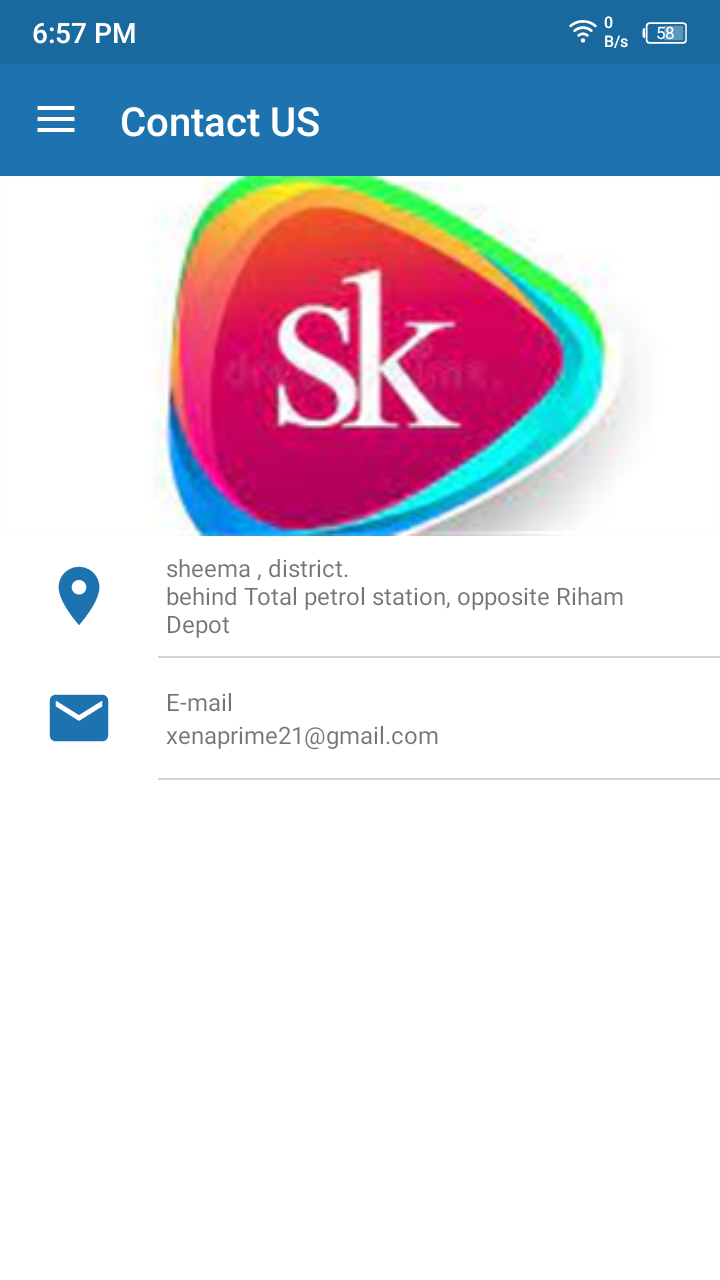 6:57 PM
0
B/s
58
Contact US
sk
sheema , district.
behind Total petrol station, opposite Riham
Depot
E-mail
xenaprime21@gmail.com